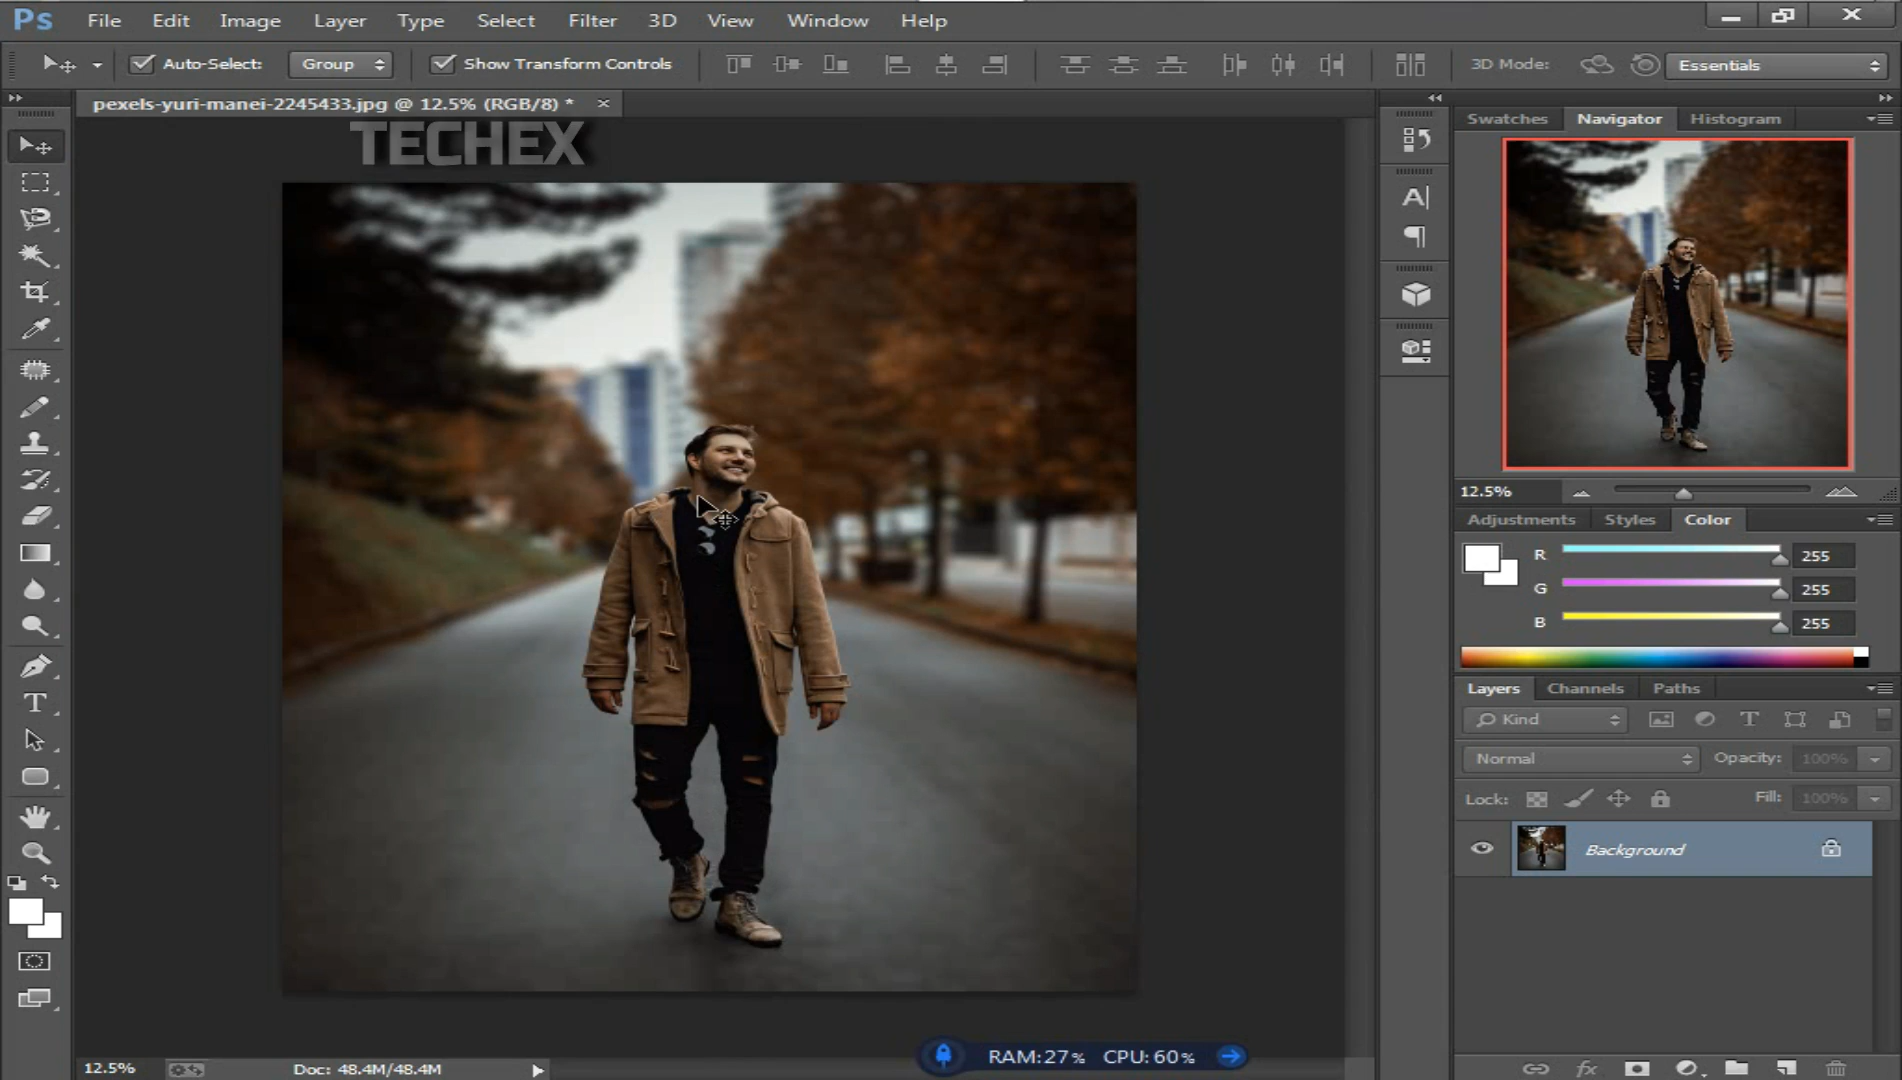 Ps File Edit Image Layer Type Select Filter 3D View Window Help
Auto-Select: Group Show Transform Controls 3D Mode: Essentials
pexels-yuri-manei-2245433.jpg @ 12.5% (RGB/8) * ×
TECHEX
Swatches Navigator Histogram
12.5%
Adjustments Styles Color
R 255
G 255
B 255
Layers Channels Paths
Kind
Normal Opacity: 100%
Lock: Fill: 100%
Background
12.5% Doc: 48.4M/48.4M
RAM:27% CPU:60%